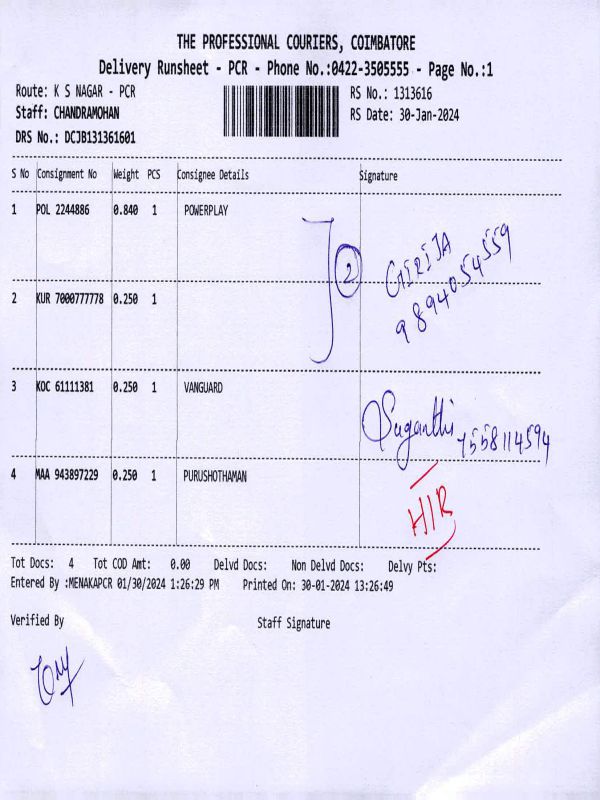 THE PROFESSIONAL COURIERS, COIMBATORE
Delivery Runsheet - PCR - Phone No.:0422-3505555 - Page No.:1
Route: K S NAGAR - PCR RS No.: 1313616
Staff: CHANDRAMOHAN RS Date: 30-Jan-2024
DRS No.: DCJB131361601
S No Consignment No Weight PCS Consignee Details Signature
1 POL 2244886 0.840 1 POWERPLAY
2 GIRIJA
9894054559
2 KUR 7000777778 0.250 1
3 KOC 61111381 0.250 1 VANGUARD
Suganthi 7558114594
4 MAA 943897229 0.250 1 PURUSHOTHAMAN
Tot Docs: 4 Tot COD Amt: 0.00 Delvd Docs: Non Delvd Docs: Delvy Pts:
Entered By :MENAKAPCR 01/30/2024 1:26:29 PM Printed On: 30-01-2024 13:26:49
Verified By Staff Signature